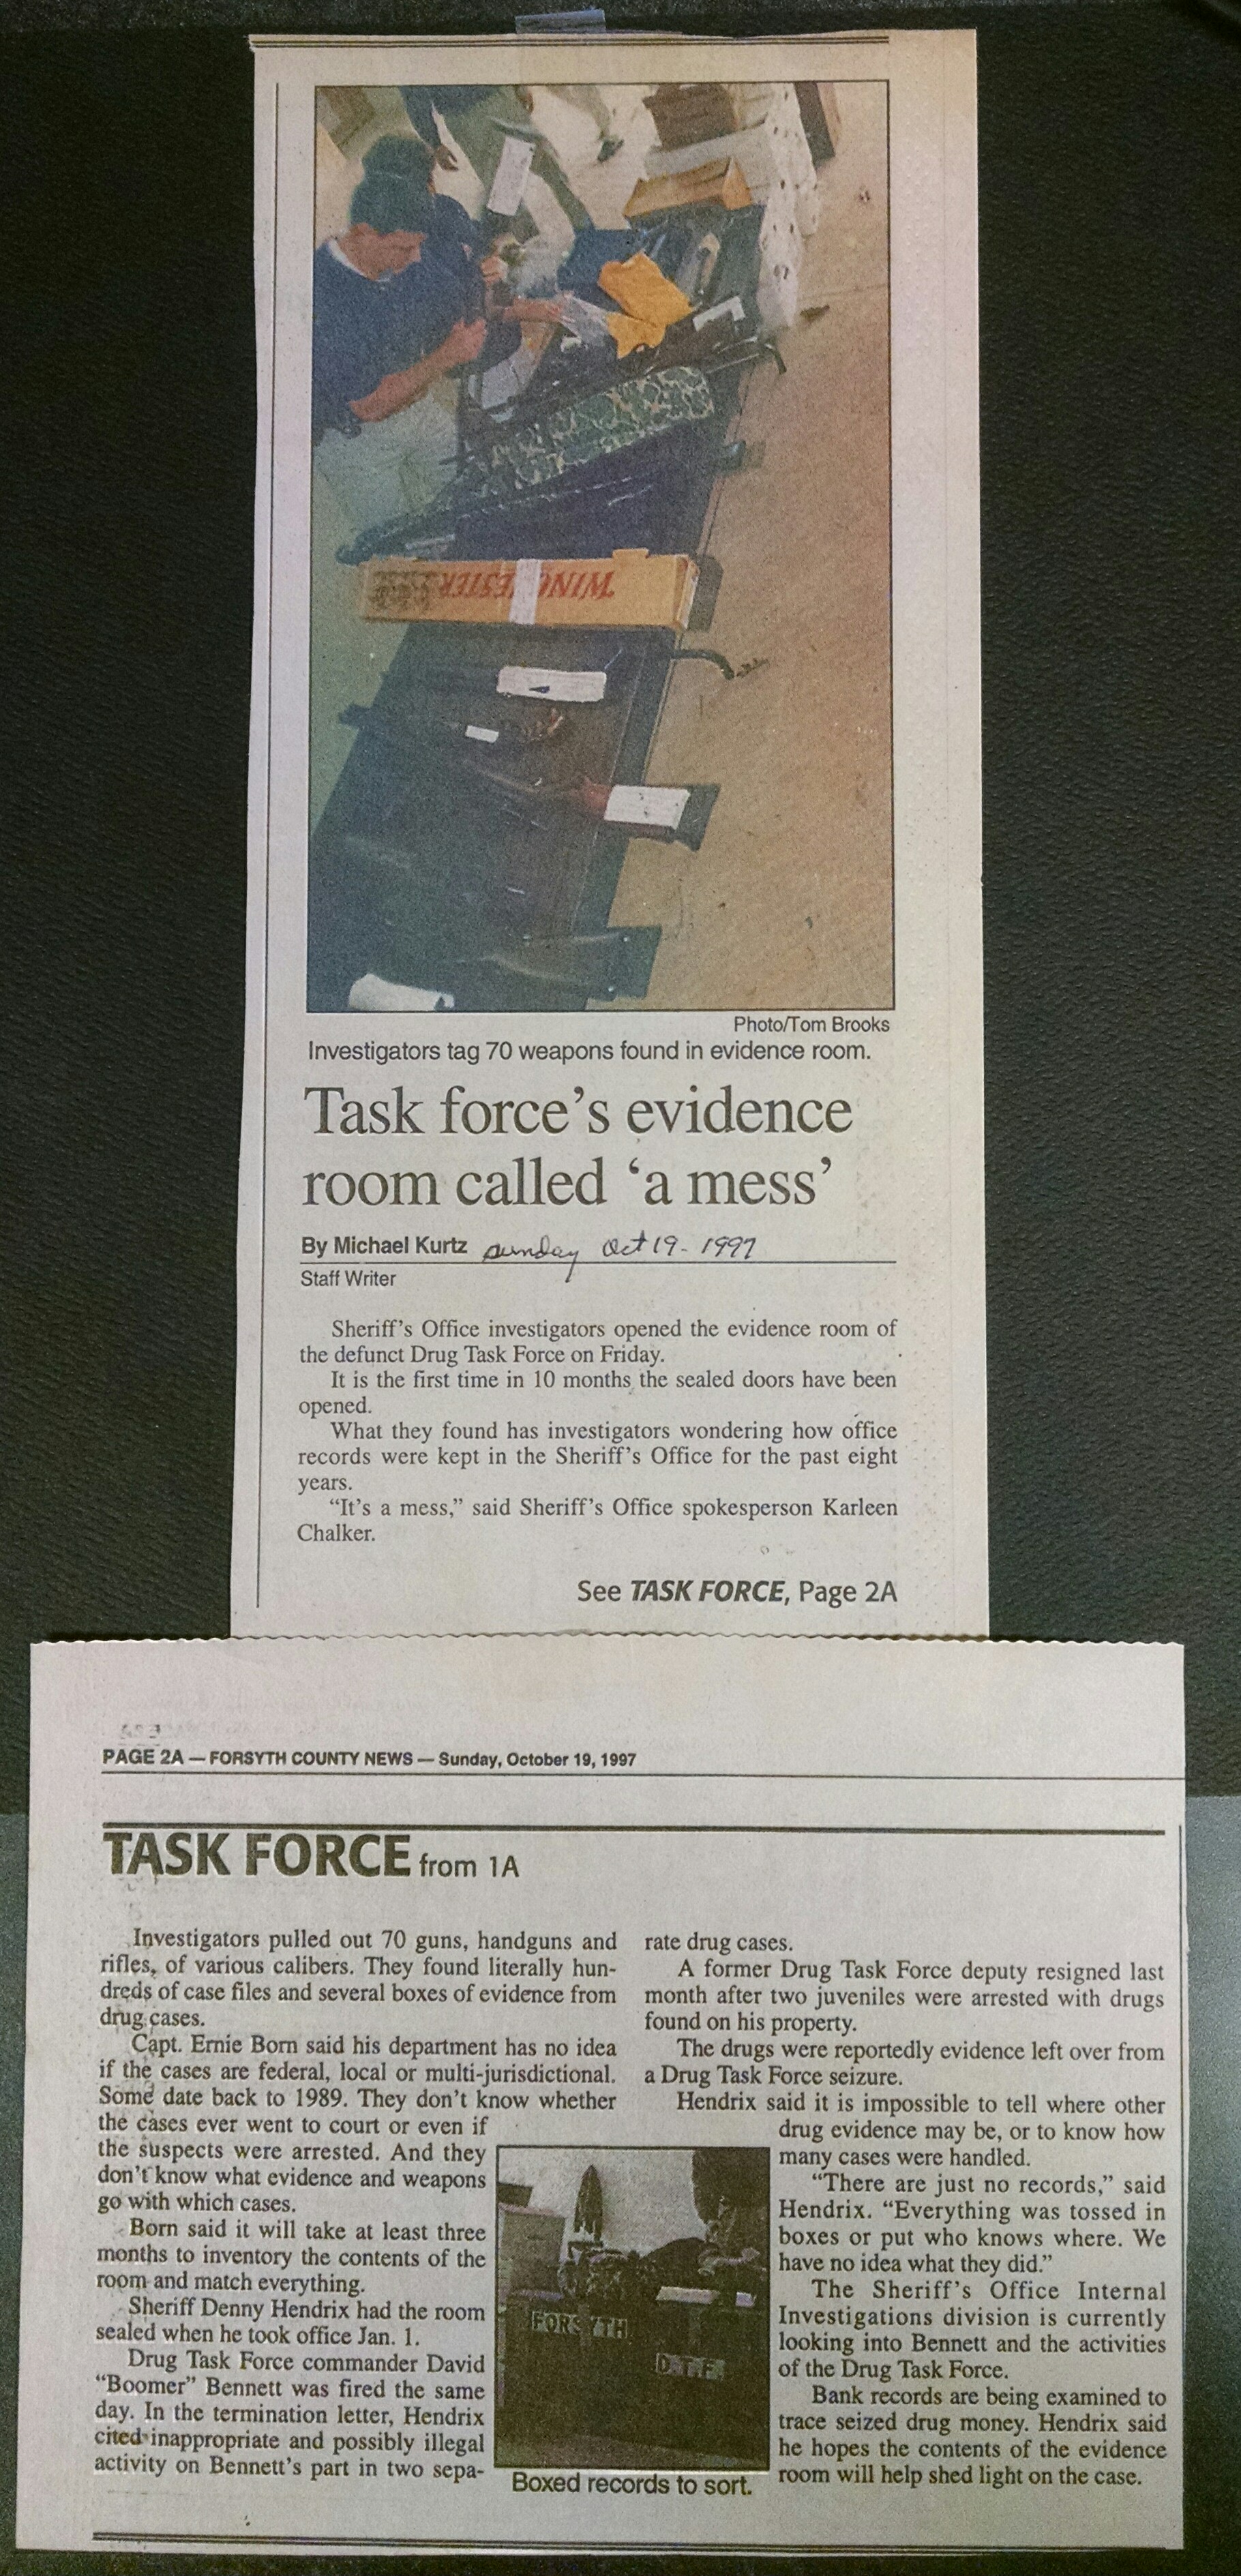 WINCHESTER
Photo/Tom Brooks
Investigators tag 70 weapons found in evidence room.
Task force's evidence
room called 'a mess'
By Michael Kurtz sunday Oct 19 - 1997
Staff Writer
Sheriff's Office investigators opened the evidence room of
the defunct Drug Task Force on Friday.
It is the first time in 10 months the sealed doors have been
opened.
What they found has investigators wondering how office
records were kept in the Sheriff's Office for the past eight
years.
"It's a mess," said Sheriff's Office spokesperson Karleen
Chalker.
See TASK FORCE, Page 2A
PAGE 2A — FORSYTH COUNTY NEWS — Sunday, October 19, 1997
TASK FORCE from 1A
Investigators pulled out 70 guns, handguns and
rifles, of various calibers. They found literally hun-
dreds of case files and several boxes of evidence from
drug cases.
Capt. Ernie Born said his department has no idea
if the cases are federal, local or multi-jurisdictional.
Some date back to 1989. They don't know whether
the cases ever went to court or even if
the suspects were arrested. And they
don't know what evidence and weapons
go with which cases.
Born said it will take at least three
months to inventory the contents of the
room and match everything.
Sheriff Denny Hendrix had the room
sealed when he took office Jan. 1.
Drug Task Force commander David
"Boomer" Bennett was fired the same
day. In the termination letter, Hendrix
cited inappropriate and possibly illegal
activity on Bennett's part in two sepa-
FORSYTH
D.T.F.
Boxed records to sort.
rate drug cases.
A former Drug Task Force deputy resigned last
month after two juveniles were arrested with drugs
found on his property.
The drugs were reportedly evidence left over from
a Drug Task Force seizure.
Hendrix said it is impossible to tell where other
drug evidence may be, or to know how
many cases were handled.
"There are just no records," said
Hendrix. "Everything was tossed in
boxes or put who knows where. We
have no idea what they did."
The Sheriff's Office Internal
Investigations division is currently
looking into Bennett and the activities
of the Drug Task Force.
Bank records are being examined to
trace seized drug money. Hendrix said
he hopes the contents of the evidence
room will help shed light on the case.